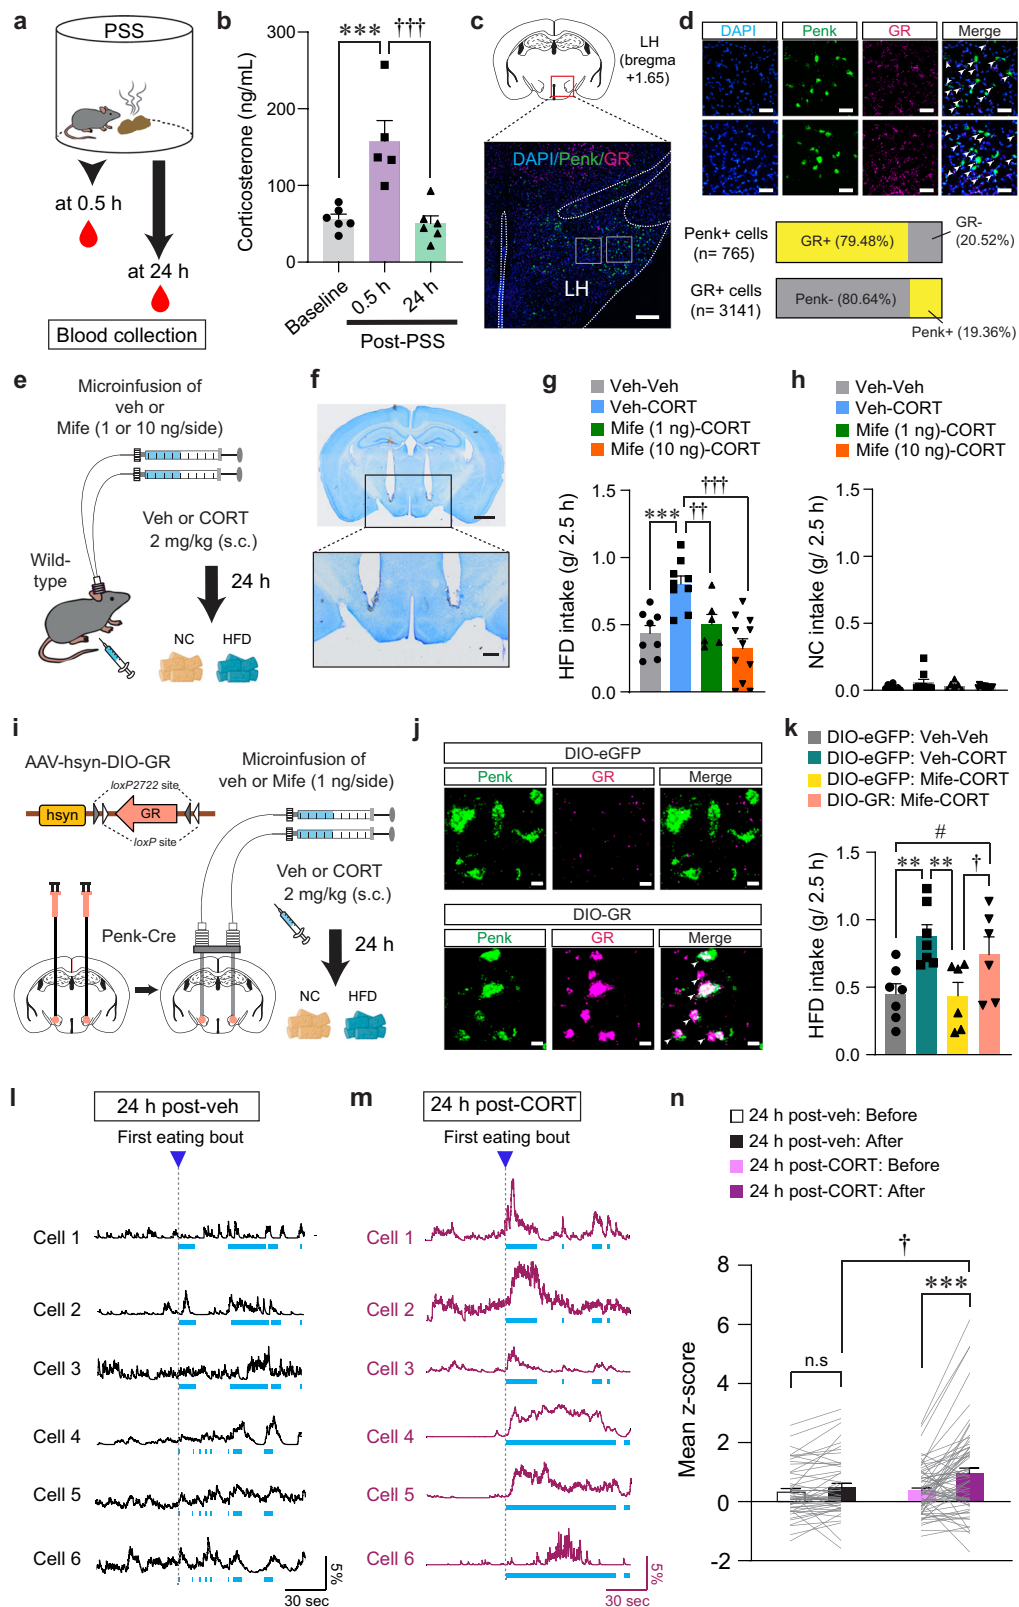 a
PSS
at 0.5 h
at 24 h
Blood collection
b
Corticosterone (ng/mL)
300
200
100
0
***
†††
Baseline
0.5 h
24 h
Post-PSS
c
LH
(bregma
+1.65)
DAPI/Penk/GR
LH
d
DAPI
Penk
GR
Merge
Penk+ cells
(n= 765)
GR+ (79.48%)
GR-
(20.52%)
GR+ cells
(n= 3141)
Penk- (80.64%)
Penk+ (19.36%)
e
Microinfusion of
veh or
Mife (1 or 10 ng/side)
Veh or CORT
2 mg/kg (s.c.)
Wild-
type
24 h
NC
HFD
f
g
Veh-Veh
Veh-CORT
Mife (1 ng)-CORT
Mife (10 ng)-CORT
HFD intake (g/ 2.5 h)
1.5
1.0
0.5
0.0
***
††
†††
h
Veh-Veh
Veh-CORT
Mife (1 ng)-CORT
Mife (10 ng)-CORT
NC intake (g/ 2.5 h)
1.5
1.0
0.5
0.0
i
AAV-hsyn-DIO-GR
loxP2722 site
hsyn
GR
loxP site
Microinfusion of
veh or Mife (1 ng/side)
Veh or CORT
2 mg/kg (s.c.)
Penk-Cre
24 h
NC
HFD
j
DIO-eGFP
Penk
GR
Merge
DIO-GR
Penk
GR
Merge
k
DIO-eGFP: Veh-Veh
DIO-eGFP: Veh-CORT
DIO-eGFP: Mife-CORT
DIO-GR: Mife-CORT
HFD intake (g/ 2.5 h)
1.5
1.0
0.5
0.0
#
**
**
†
l
24 h post-veh
First eating bout
Cell 1
Cell 2
Cell 3
Cell 4
Cell 5
Cell 6
5%
30 sec
m
24 h post-CORT
First eating bout
Cell 1
Cell 2
Cell 3
Cell 4
Cell 5
Cell 6
5%
30 sec
n
24 h post-veh: Before
24 h post-veh: After
24 h post-CORT: Before
24 h post-CORT: After
Mean z-score
8
6
4
2
0
-2
n.s
†
***